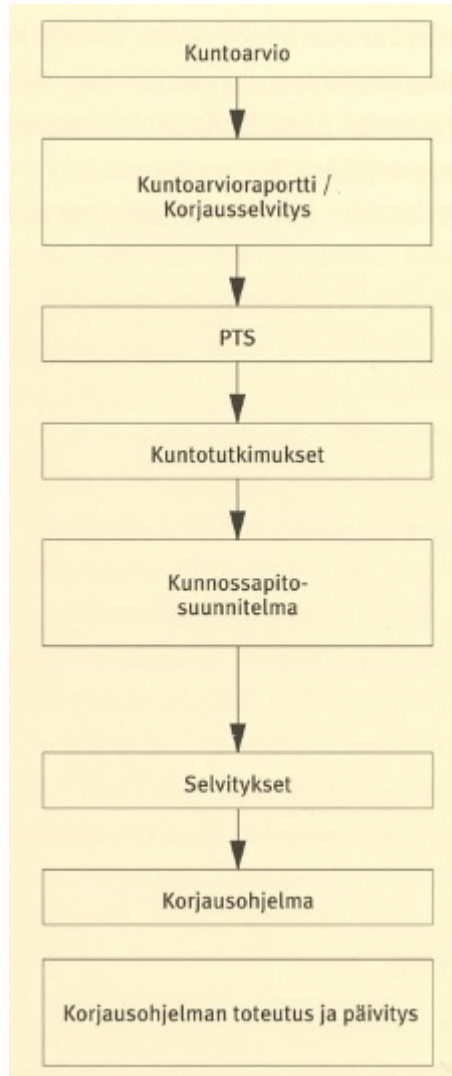 Kuntoarvio
Kuntoarvioraportti /
Korjausselvitys
PTS
Kuntotutkimukset
Kunnossapito-
suunnitelma
Selvitykset
Korjausohjelma
Korjausohjelman toteutus ja päivitys